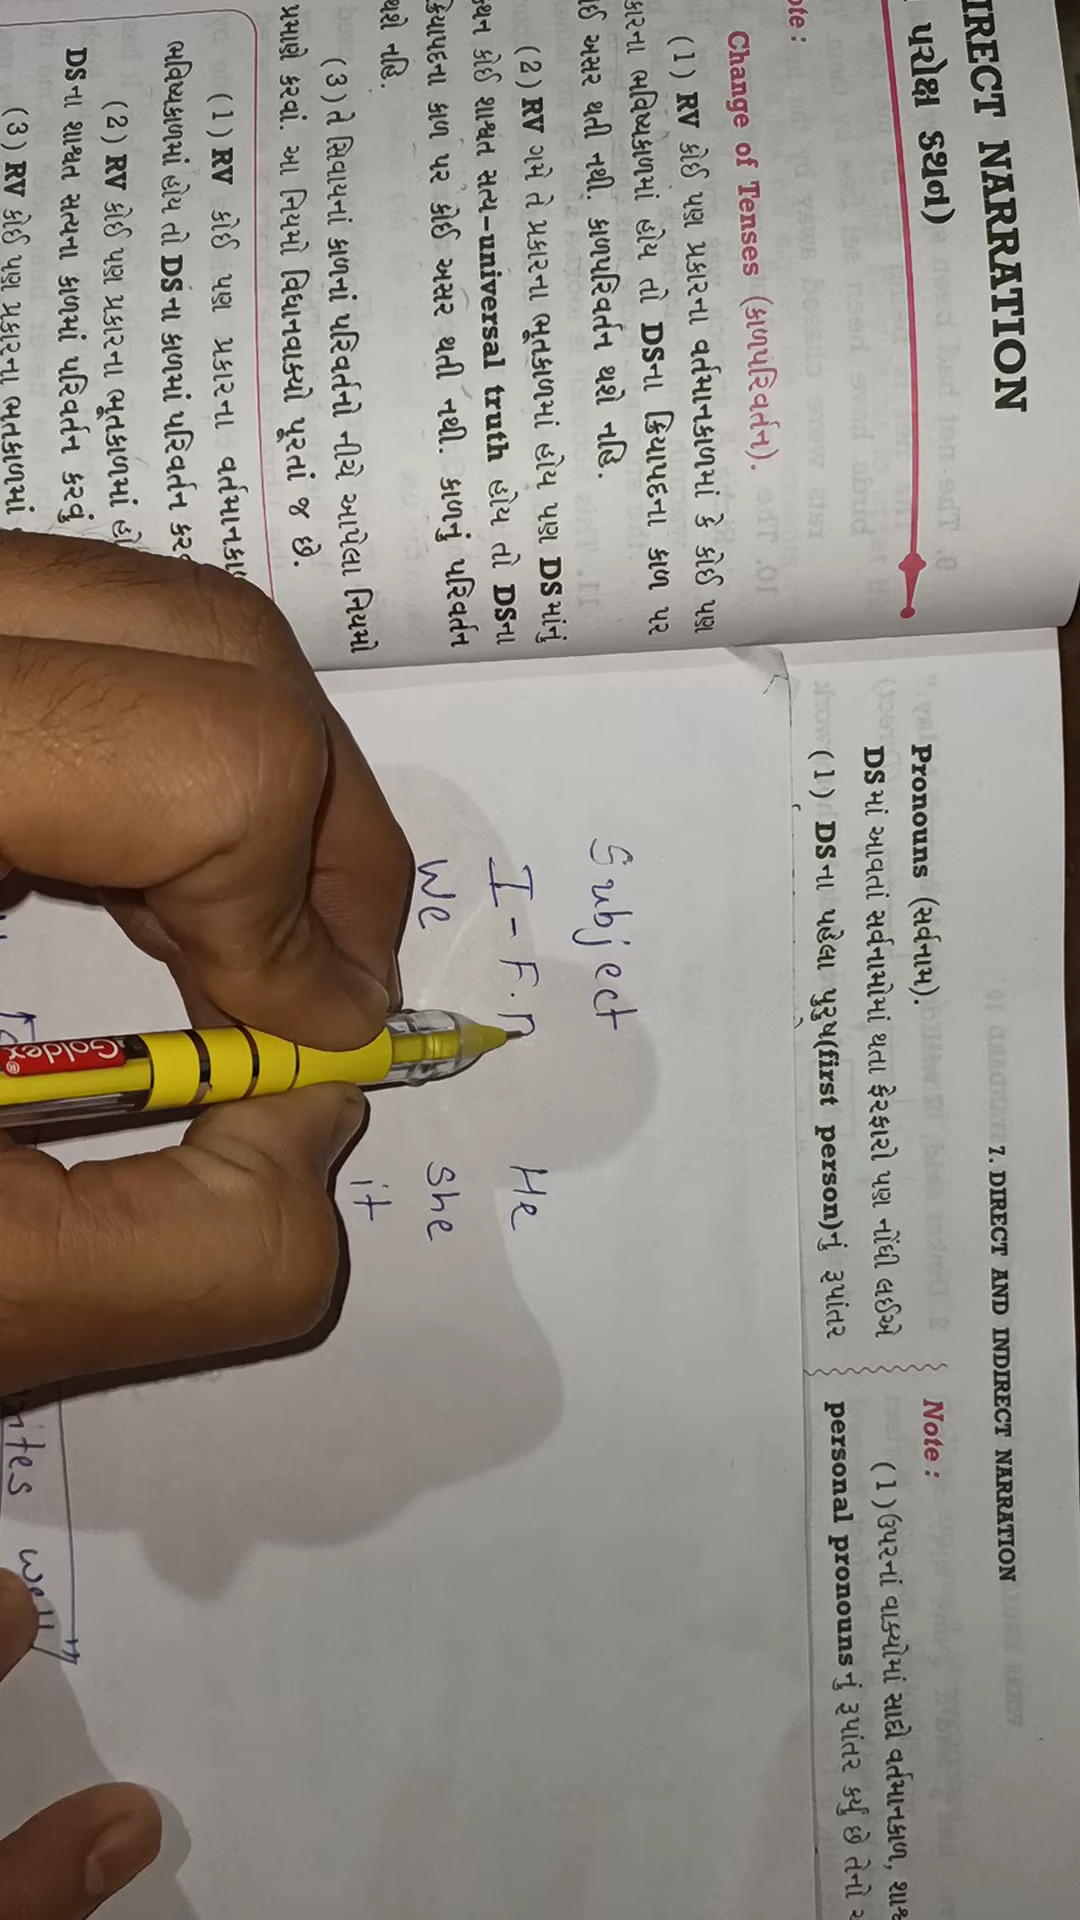 IRECT NARRATION
પરોક્ષ કથન)
ote :
Change of Tenses (કાળપરિવર્તન).
(1) RV કોઈ પણ પ્રકારના વર્તમાનકાળમાં કે કોઈ પણ
કારના ભવિષ્યકાળમાં હોય તો DSના ક્રિયાપદના કાળ પર
ઈ અસર થતી નથી. કાળપરિવર્તન થશે નહિ.
(2) RV ગમે તે પ્રકારના ભૂતકાળમાં હોય પણ DSમાંનું
કથન કોઈ શાશ્વત સત્ય–universal truth હોય તો DSના
ક્રિયાપદના કાળ પર કોઈ અસર થતી નથી. કાળનું પરિવર્તન
થશે નહિ.
(3) તે સિવાયનાં કાળનાં પરિવર્તનો નીચે આપેલા નિયમો
પ્રમાણે કરવાં. આ નિયમો વિધાનવાક્યો પૂરતાં જ છે.
(1) RV કોઈ પણ પ્રકારના વર્તમાનકા
ભવિષ્યકાળમાં હોય તો DSના કાળમાં પરિવર્તન કર
(2) RV કોઈ પણ પ્રકારના ભૂતકાળમાં હો
DSના શાશ્વત સત્યના કાળમાં પરિવર્તન કરવું
(3) RV કોઈ પણ પ્રકારના ભૂતકાળમાં
7. DIRECT AND INDIRECT NARRATION
Pronouns (સર્વનામ).
DSમાં આવતાં સર્વનામોમાં થતા ફેરફારો પણ નોંધી લઈએ
(1) DSના પહેલા પુરુષ(first person)નું રૂપાંતર
Note :
(1) ઉપરનાં વાક્યોમાં સાદો વર્તમાનકાળ, શાશ્વ
personal pronounsનું રૂપાંતર કર્યું છે તેનો
Subject
I – F. P
He
We
She
it
Goldex
ites well"